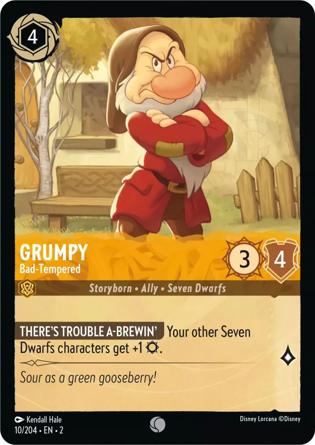 4
GRUMPY
Bad-Tempered
3 4
Storyborn • Ally • Seven Dwarfs
THERE'S TROUBLE A-BREWIN' Your other Seven
Dwarfs characters get +1 .
Sour as a green gooseberry!
Kendall Hale
Disney Lorcana ©Disney
10/204 • EN • 2